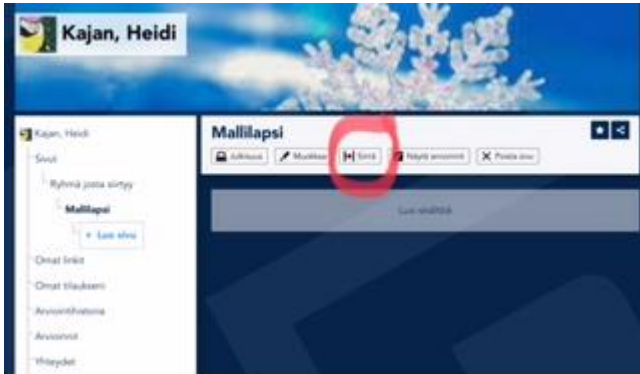 Kajan, Heidi
Kajan, Heidi
Sivut
Ryhmä josta siirtyy
Mallilapsi
+ Luo sivu
Omat linkit
Omat tilaukseni
Arviointihistoria
Arvioinnit
Yhteydet
Mallilapsi
Julkisuus
Muokkaa
Siirrä
Näytä arvioinnit
Poista sivu
Luo sisältöä